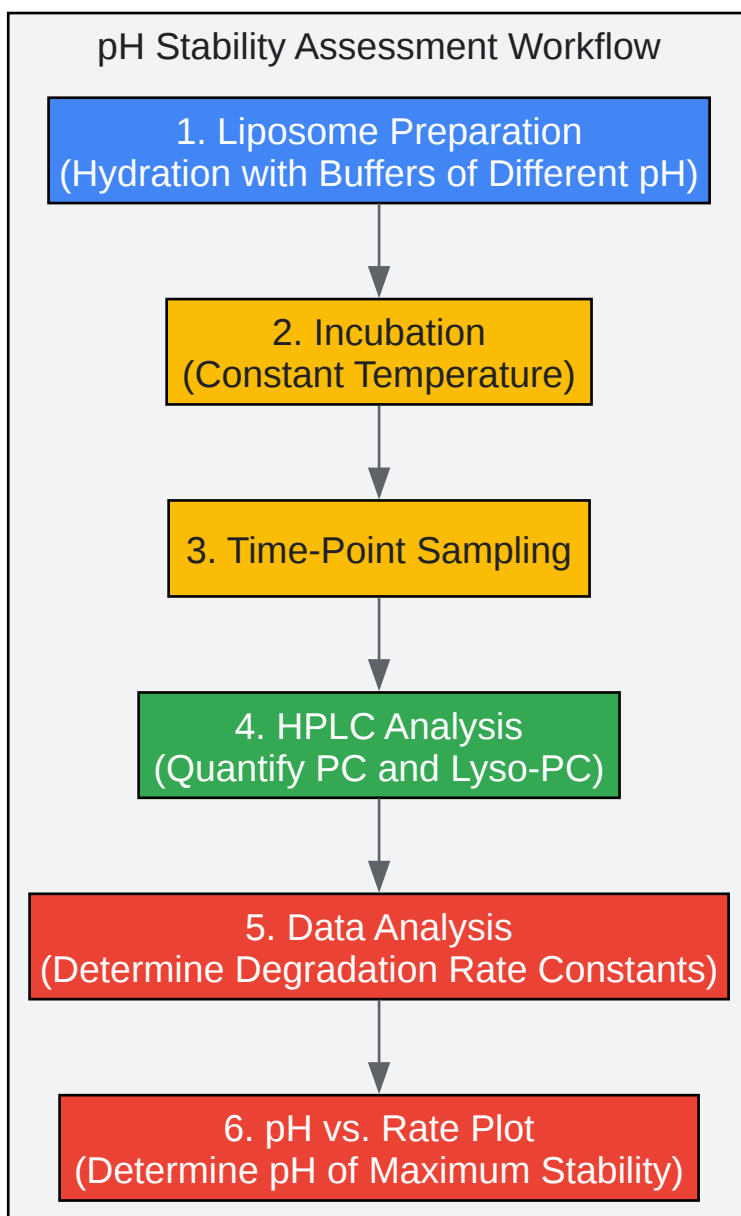 pH Stability Assessment Workflow
1. Liposome Preparation
(Hydration with Buffers of Different pH)
2. Incubation
(Constant Temperature)
3. Time-Point Sampling
4. HPLC Analysis
(Quantify PC and Lyso-PC)
5. Data Analysis
(Determine Degradation Rate Constants)
6. pH vs. Rate Plot
(Determine pH of Maximum Stability)